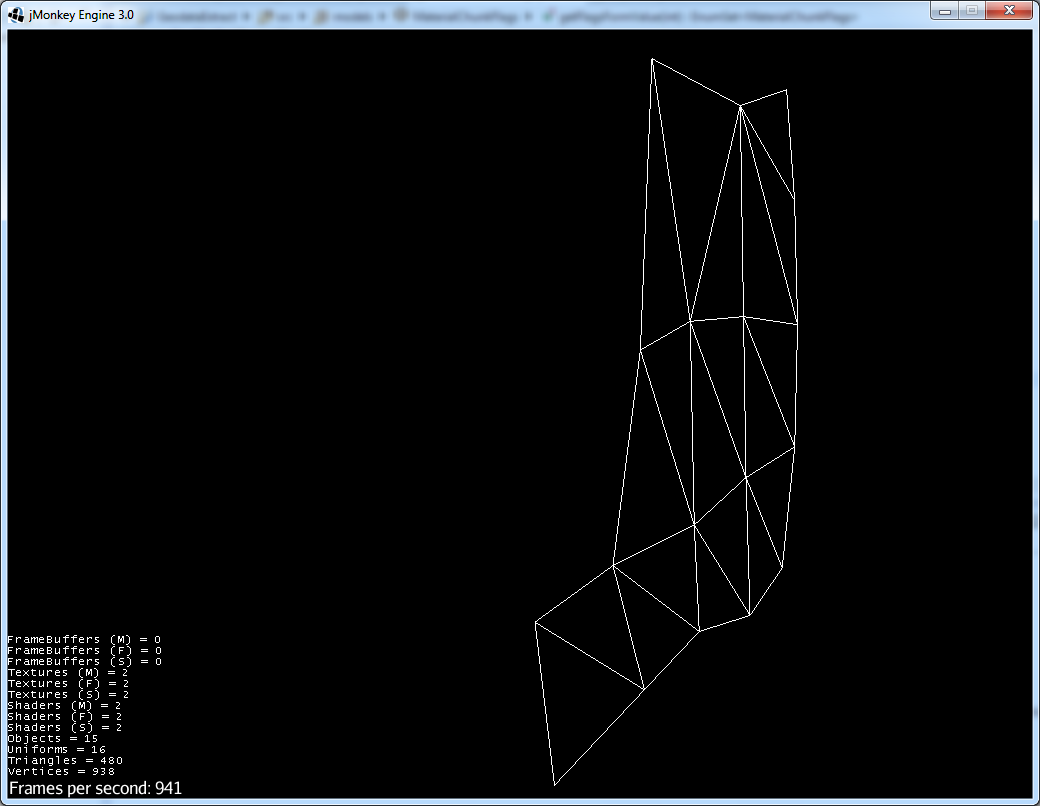 jMonkey Engine 3.0
FrameBuffers (M) = 0
FrameBuffers (F) = 0
FrameBuffers (S) = 0
Textures (M) = 2
Textures (F) = 2
Textures (S) = 2
Shaders (M) = 2
Shaders (F) = 2
Shaders (S) = 2
Objects = 15
Uniforms = 16
Triangles = 480
Vertices = 938
Frames per second: 941